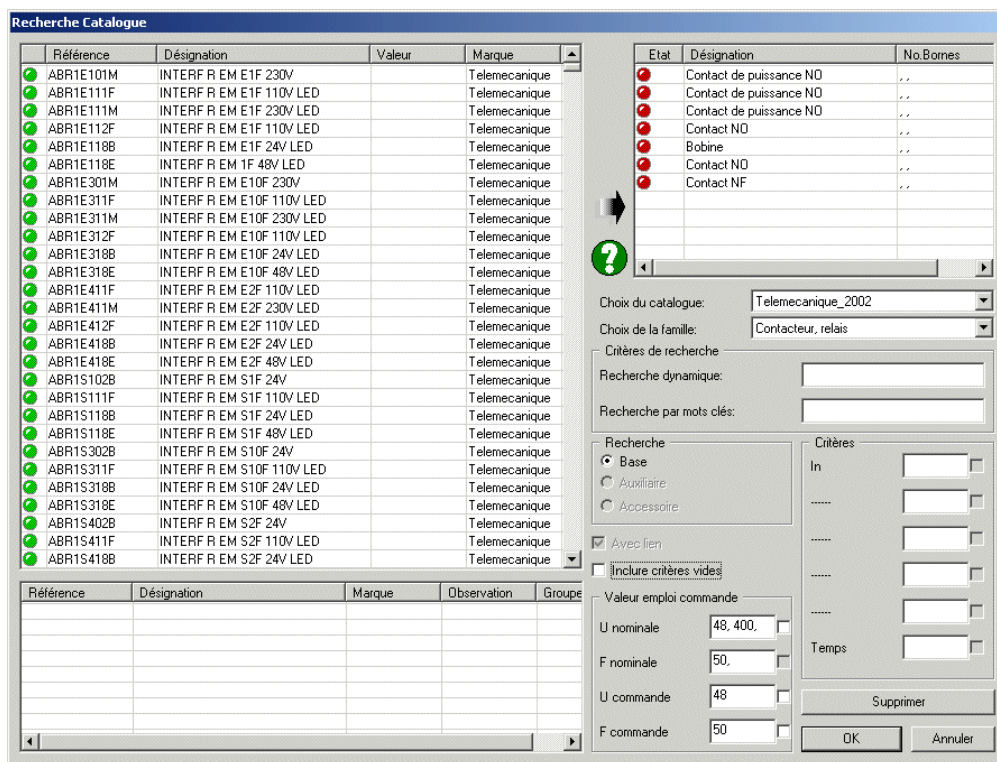 Recherche Catalogue
Référence Désignation Valeur Marque
ABR1E101M INTERF R EM E1F 230V Telemecanique
ABR1E111F INTERF R EM E1F 110V LED Telemecanique
ABR1E111M INTERF R EM E1F 230V LED Telemecanique
ABR1E112F INTERF R EM E1F 110V LED Telemecanique
ABR1E118B INTERF R EM E1F 24V LED Telemecanique
ABR1E118E INTERF R EM 1F 48V LED Telemecanique
ABR1E301M INTERF R EM E10F 230V Telemecanique
ABR1E311F INTERF R EM E10F 110V LED Telemecanique
ABR1E311M INTERF R EM E10F 230V LED Telemecanique
ABR1E312F INTERF R EM E10F 110V LED Telemecanique
ABR1E318B INTERF R EM E10F 24V LED Telemecanique
ABR1E318E INTERF R EM E10F 48V LED Telemecanique
ABR1E411F INTERF R EM E2F 110V LED Telemecanique
ABR1E411M INTERF R EM E2F 230V LED Telemecanique
ABR1E412F INTERF R EM E2F 110V LED Telemecanique
ABR1E418B INTERF R EM E2F 24V LED Telemecanique
ABR1E418E INTERF R EM E2F 48V LED Telemecanique
ABR1S102B INTERF R EM S1F 24V Telemecanique
ABR1S111F INTERF R EM S1F 110V LED Telemecanique
ABR1S118B INTERF R EM S1F 24V LED Telemecanique
ABR1S118E INTERF R EM S1F 48V LED Telemecanique
ABR1S302B INTERF R EM S10F 24V Telemecanique
ABR1S311F INTERF R EM S10F 110V LED Telemecanique
ABR1S318B INTERF R EM S10F 24V LED Telemecanique
ABR1S318E INTERF R EM S10F 48V LED Telemecanique
ABR1S402B INTERF R EM S2F 24V Telemecanique
ABR1S411F INTERF R EM S2F 110V LED Telemecanique
ABR1S418B INTERF R EM S2F 24V LED Telemecanique
Référence Désignation Marque Observation Groupe
Etat Désignation No.Bornes
Contact de puissance NO , ,
Contact de puissance NO , ,
Contact de puissance NO , ,
Contact NO , ,
Bobine , ,
Contact NO , ,
Contact NF , ,
?
Choix du catalogue: Telemecanique_2002
Choix de la famille: Contacteur, relais
Critères de recherche
Recherche dynamique:
Recherche par mots clés:
Recherche
Base
Auxiliaire
Accessoire
Avec lien
Inclure critères vides
Valeur emploi commande
U nominale 48, 400,
F nominale 50,
U commande 48
F commande 50
Critères
In
------
------
------
------
Temps
Supprimer
OK Annuler